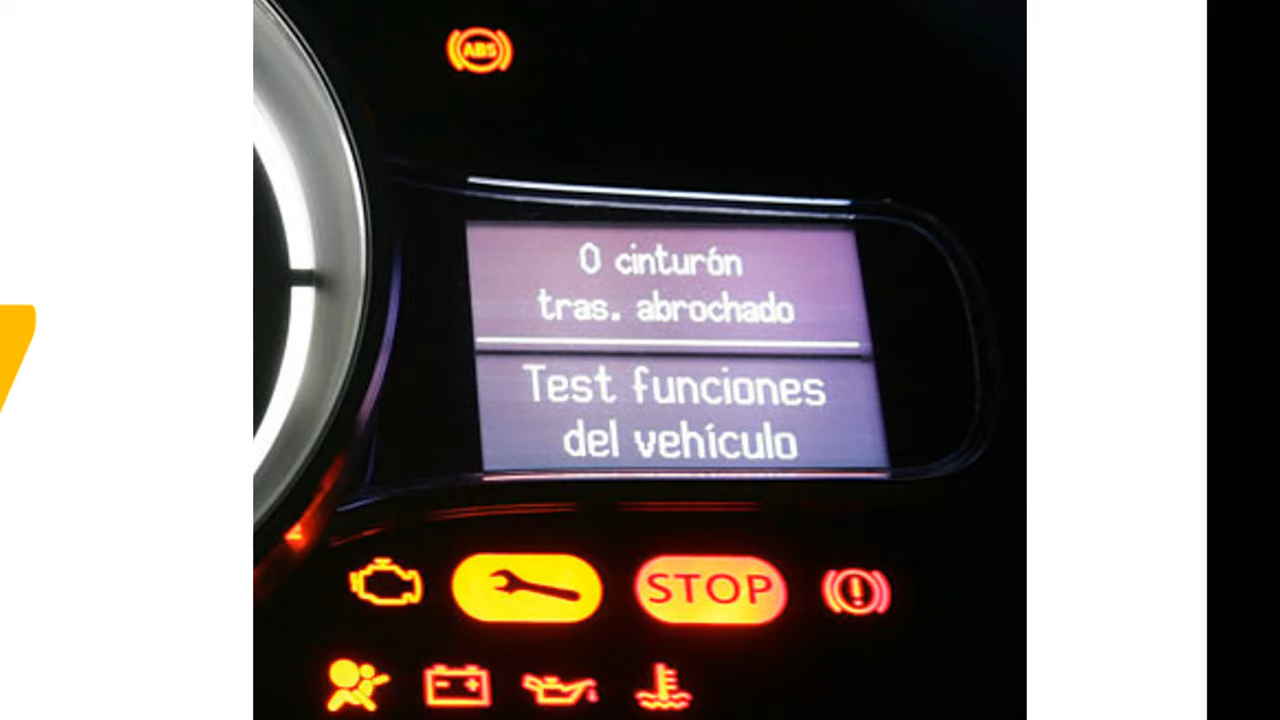 ABS
0 cinturón
tras. abrochado
Test funciones
del vehículo
STOP